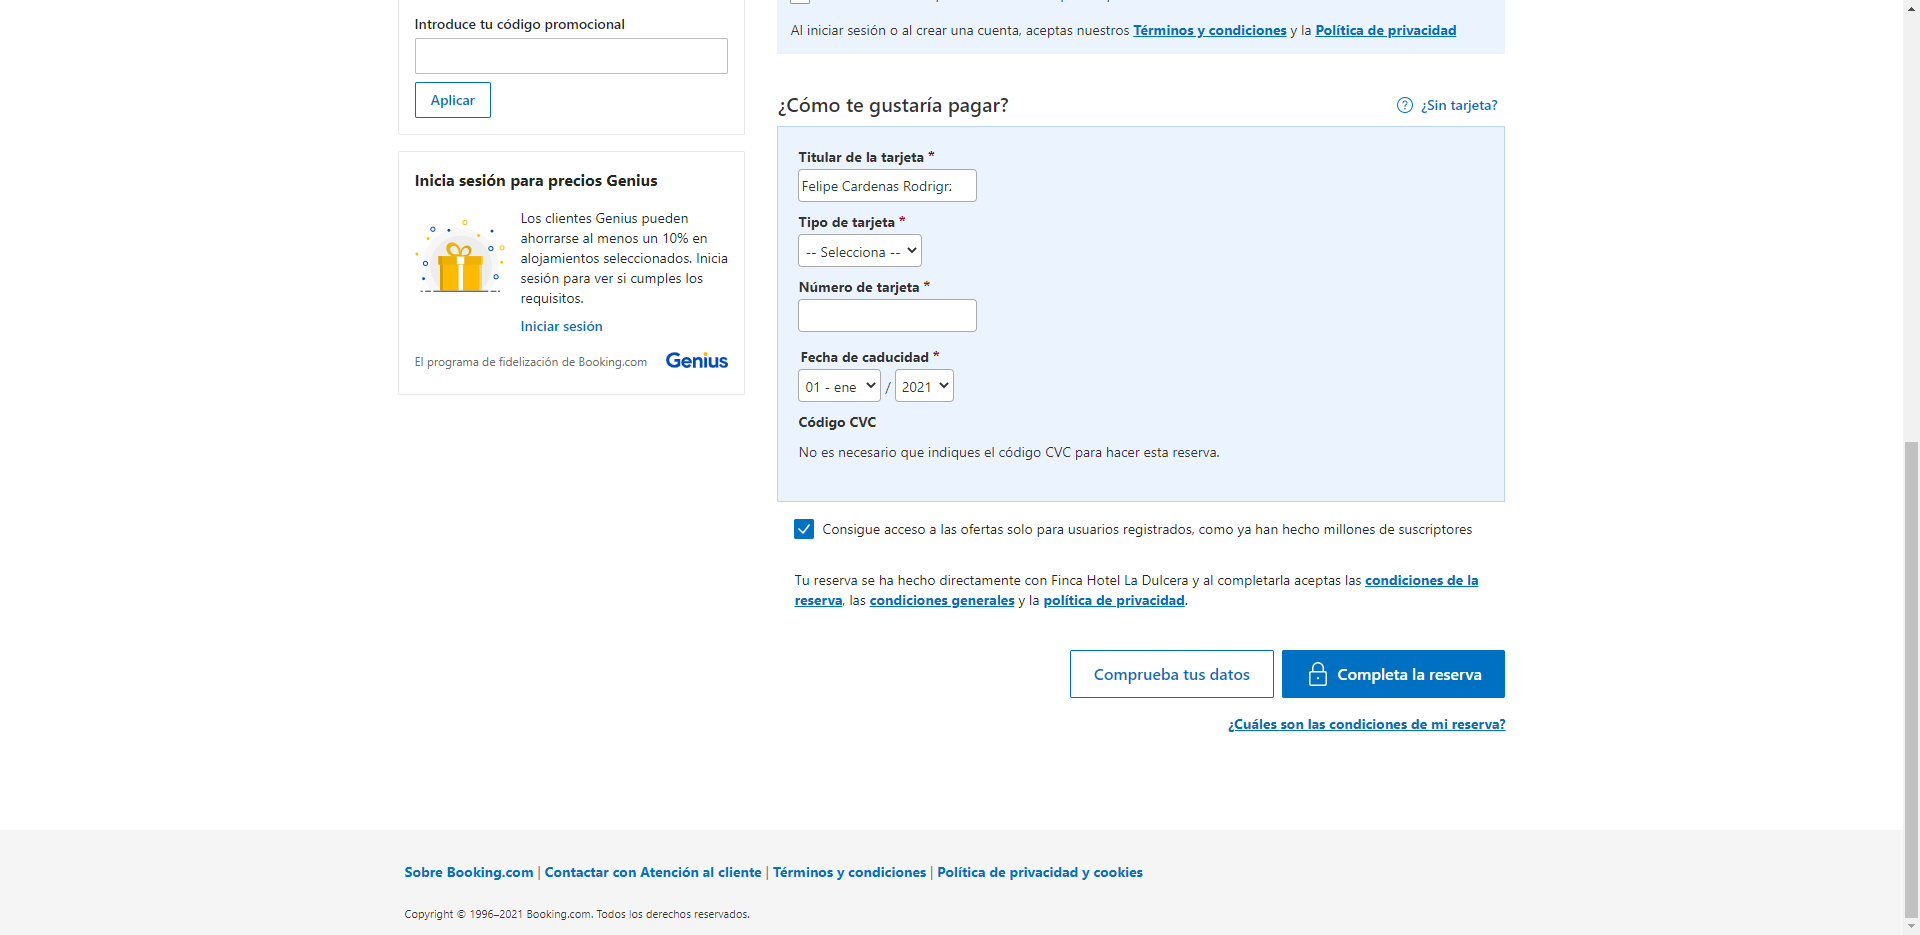 Introduce tu código promocional
Aplicar
Inicia sesión para precios Genius
Los clientes Genius pueden
ahorrarse al menos un 10% en
alojamientos seleccionados. Inicia
sesión para ver si cumples los
requisitos.
Iniciar sesión
El programa de fidelización de Booking.com Genius
Al iniciar sesión o al crear una cuenta, aceptas nuestros Términos y condiciones y la Política de privacidad
¿Cómo te gustaría pagar?
¿Sin tarjeta?
Titular de la tarjeta *
Felipe Cardenas
Tipo de tarjeta *
-- Selecciona --
Número de tarjeta *
Fecha de caducidad *
01 - ene / 2021
Código CVC
No es necesario que indiques el código CVC para hacer esta reserva.
Consigue acceso a las ofertas solo para usuarios registrados, como ya han hecho millones de suscriptores
Tu reserva se ha hecho directamente con Finca Hotel La Dulcera y al completarla aceptas las condiciones de la
reserva, las condiciones generales y la política de privacidad.
Comprueba tus datos
Completa la reserva
¿Cuáles son las condiciones de mi reserva?
Sobre Booking.com | Contactar con Atención al cliente | Términos y condiciones | Política de privacidad y cookies
Copyright © 1996–2021 Booking.com. Todos los derechos reservados.